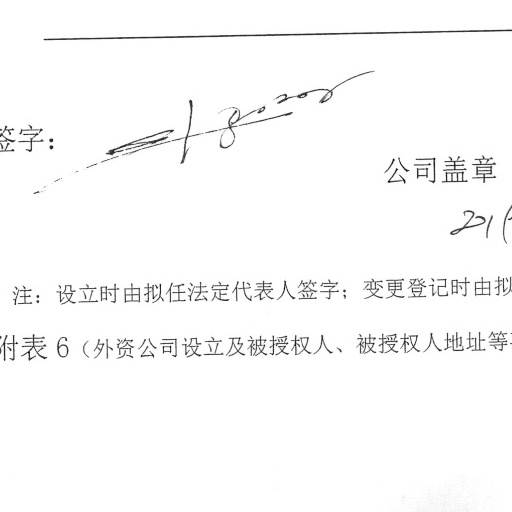 签字：
公司盖章
201
注：设立时由拟任法定代表人签字；变更登记时由拟
附表 6（外资公司设立及被授权人、被授权人地址等